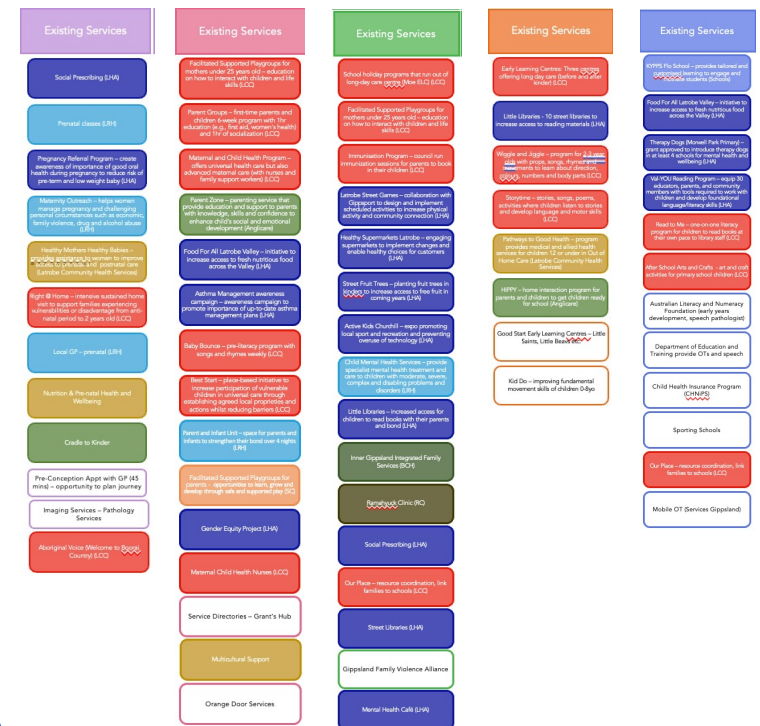 Existing Services
Social Prescribing (LHA)
Prenatal classes (LRH)
Pregnancy Referral Program – create
awareness of importance of good oral
health during pregnancy to reduce risk of
pre-term and low weight baby (LHA)
Maternity Outreach – helps women
manage pregnancy and challenging
personal circumstances such as economic,
family violence, drug and alcohol abuse
(LRH)
Healthy Mothers Healthy Babies –
provides assistance to women to improve
access to prenatal and postnatal care
(Latrobe Community Health Services)
Right @ Home – intensive sustained home
visit to support families experiencing
vulnerabilities or disadvantage from anti-
natal period to 2 years old (LCC)
Local GP – prenatal (LRH)
Nutrition & Pre-natal Health and
Wellbeing
Cradle to Kinder
Pre-Conception Appt with GP (45
mins) – opportunity to plan journey
Imaging Services – Pathology
Services
Aboriginal Voice (Welcome to
Country) (LCC)
Existing Services
Facilitated Supported Playgroups for
mothers under 25 years old – education
on how to interact with children and life
skills (LCC)
Parent Groups – first-time parents and
children 6-week program with 1hr
education (e.g., first aid, women's health)
and 1hr of socialization (LCC)
Maternal and Child Health Program –
offers universal health care but also
advanced maternal care (with nurses and
family support workers) (LCC)
Parent Zone – parenting service that
provide education and support to parents
with knowledge, skills and confidence to
enhance child's social and emotional
development (Anglicare)
Food For All Latrobe Valley – initiative to
increase access to fresh nutritious food
across the Valley (LHA)
Asthma Management awareness
campaign – awareness campaign to
promote importance of up-to-date asthma
management plans (LHA)
Baby Bounce – pre-literacy program with
songs and rhymes weekly (LCC)
Best Start – place-based initiative to
increase participation of vulnerable
children in universal care through
establishing agreed local proprieties and
actions whilst reducing barriers (LCC)
Parent and Infant Unit – space for parents and
infants to strengthen their bond over 4 nights
(LRH)
Facilitated Supported Playgroups for
parents – opportunities to learn, grow and
develop through safe and supported play (SC)
Gender Equity Project (LHA)
Maternal Child Health Nurses (LCC)
Service Directories – Grant's Hub
Multicultural Support
Orange Door Services
Existing Services
School holiday programs that run out of
long-day care (Moe ELC) (LCC)
Facilitated Supported Playgroups for
mothers under 25 years old – education
on how to interact with children and life
skills (LCC)
Immunisation Program – council run
immunization seasons for parents to book
in their children (LCC)
Latrobe Street Games – collaboration with
Gippsport to design and implement
scheduled activities to increase physical
activity and community connection (LHA)
Healthy Supermarkets Latrobe – engaging
supermarkets to implement changes and
enable healthy choices for customers
(LHA)
Street Fruit Trees – planting fruit trees in
kinders to increase access to free fruit in
coming years (LHA)
Active Kids Churchill – expo promoting
local sport and recreation and preventing
overuse of technology (LHA)
Child Mental Health Services – provide
specialist mental health treatment and
care to children with moderate, severe,
complex and disabling problems and
disorders (LRH)
Little Libraries – increased access for
children to read books with their parents
and bond (LHA)
Inner Gippsland Integrated Family
Services (BCH)
Ramahyuck Clinic (RC)
Social Prescribing (LHA)
Our Place – resource coordination, link
families to schools (LCC)
Street Libraries (LHA)
Gippsland Family Violence Alliance
Mental Health Café (LHA)
Existing Services
Early Learning Centres: Three centres
offering long day care (before and after
kinder) (LCC)
Little Libraries - 10 street libraries to
increase access to reading materials (LHA)
Wiggle and Jiggle – program for 2-3 year
olds with props, songs, rhymes and
to learn about direction,
numbers and body parts (LCC)
Storytime – stories, songs, poems,
activities where children listen to stories
and develop language and motor skills
(LCC)
Pathways to Good Health – program
provides medical and allied health
services for children 12 or under in Out of
Home Care (Latrobe Community Health
Services)
HIPPY – home interaction program for
parents and children to get children ready
for school (Anglicare)
Good Start Early Learning Centres – Little
Saints, Little Beavs etc.
Kid Do – improving fundamental
movement skills of children 0-8yo
Existing Services
KYPPS Flo School – provides tailored and
supported learning to engage and
students (Schools)
Food For All Latrobe Valley – initiative to
increase access to fresh nutritious food
across the Valley (LHA)
Therapy Dogs (Morwell Park Primary) –
grant approved to introduce therapy dogs
in at least 4 schools for mental health and
wellbeing (LHA)
Val-YOU Reading Program – equip 30
educators, parents, and community
members with tools required to work with
children and develop foundational
language/literacy skills (LHA)
Read to Me – one-on-one literacy
program for children to read books at
their own pace to library staff (LCC)
After School Arts and Crafts - art and craft
activities for primary school children (LCC)
Australian Literacy and Numeracy
Foundation (early years
development, speech pathologist)
Department of Education and
Training provide OTs and speech
Child Health Insurance Program
(CHNiPS)
Sporting Schools
Our Place – resource coordination, link
families to schools (LCC)
Mobile OT (Services Gippsland)